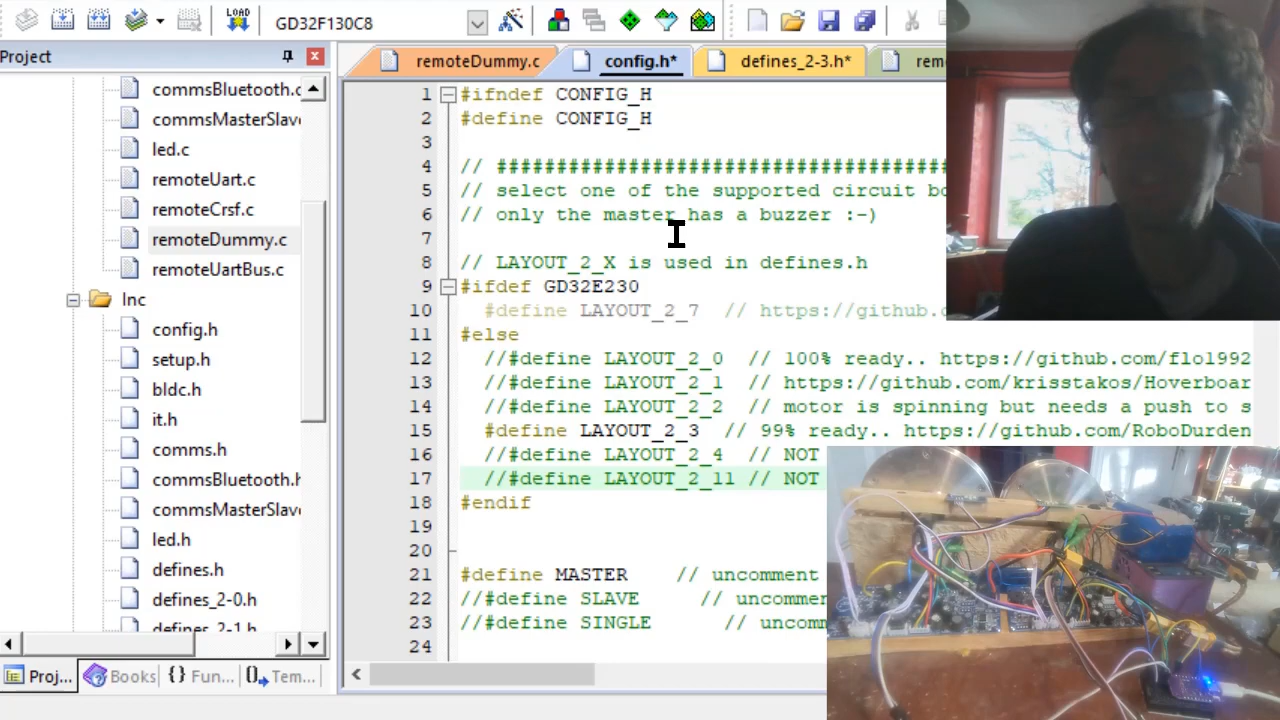 LOAD
GD32F130C8
Project
commsBluetooth.c
commsMasterSlave
led.c
remoteUart.c
remoteCrsf.c
remoteDummy.c
remoteUartBus.c
Inc
config.h
setup.h
bldc.h
it.h
comms.h
commsBluetooth.h
commsMasterSlave
led.h
defines.h
defines_2-0.h
defines_2-1.h
Proj...
Books
{} Fun...
Tem...
remoteDummy.c
config.h*
defines_2-3.h*
rem
1 #ifndef CONFIG_H
2 #define CONFIG_H
3
4 // #######################################
5 // select one of the supported circuit bo
6 // only the master has a buzzer :-)
7
8 // LAYOUT_2_X is used in defines.h
9 #ifdef GD32E230
10 #define LAYOUT_2_7 // https://github.c
11 #else
12 //#define LAYOUT_2_0 // 100% ready.. https://github.com/flo1992
13 //#define LAYOUT_2_1 // https://github.com/krisstakos/Hoverboar
14 //#define LAYOUT_2_2 // motor is spinning but needs a push to s
15 #define LAYOUT_2_3 // 99% ready.. https://github.com/RoboDurden
16 //#define LAYOUT_2_4 // NOT
17 //#define LAYOUT_2_11 // NOT
18 #endif
19
20
21 #define MASTER // uncomment
22 //#define SLAVE // uncommen
23 //#define SINGLE // uncomm
24